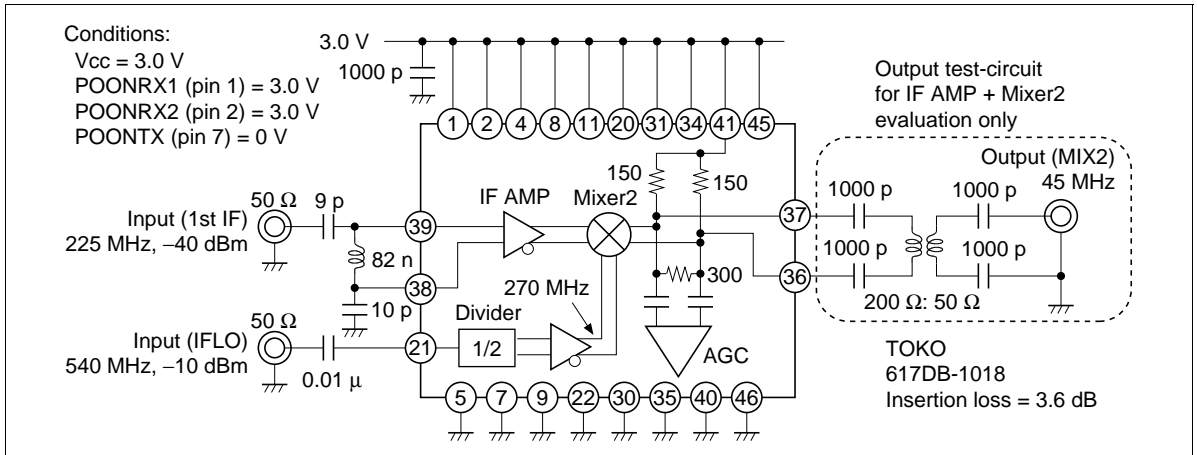 Conditions:
Vcc = 3.0 V
POONRX1 (pin 1) = 3.0 V
POONRX2 (pin 2) = 3.0 V
POONTX (pin 7) = 0 V
3.0 V
1000 p
1 2 4 8 11 20 31 34 41 45
Output test-circuit
for IF AMP + Mixer2
evaluation only
Output (MIX2)
45 MHz
50 Ω
9 p
Input (1st IF)
225 MHz, –40 dBm
39
82 n
38
10 p
IF AMP
Mixer2
150
150
300
270 MHz
37
36
1000 p
1000 p
1000 p
1000 p
200 Ω: 50 Ω
50 Ω
Input (IFLO)
540 MHz, –10 dBm
0.01 μ
21
Divider
1/2
AGC
TOKO
617DB-1018
Insertion loss = 3.6 dB
5 7 9 22 30 35 40 46